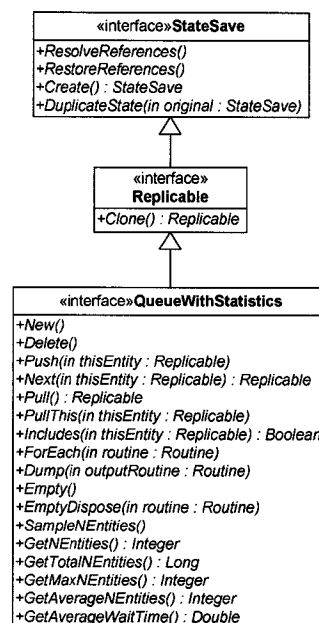 «interface»StateSave
+ResolveReferences()
+RestoreReferences()
+Create() : StateSave
+DuplicateState(in original : StateSave)
«interface»
Replicable
+Clone() : Replicable
«interface»QueueWithStatistics
+New()
+Delete()
+Push(in thisEntity : Replicable)
+Next(in thisEntity : Replicable) : Replicable
+Pull() : Replicable
+PullThis(in thisEntity : Replicable)
+Includes(in thisEntity : Replicable) : Boolean
+ForEach(in routine : Routine)
+Dump(in outputRoutine : Routine)
+Empty()
+EmptyDispose(in routine : Routine)
+SampleNEntities()
+GetNEntities() : Integer
+GetTotalNEntities() : Long
+GetMaxNEntities() : Integer
+GetAverageNEntities() : Integer
+GetAverageWaitTime() : Double